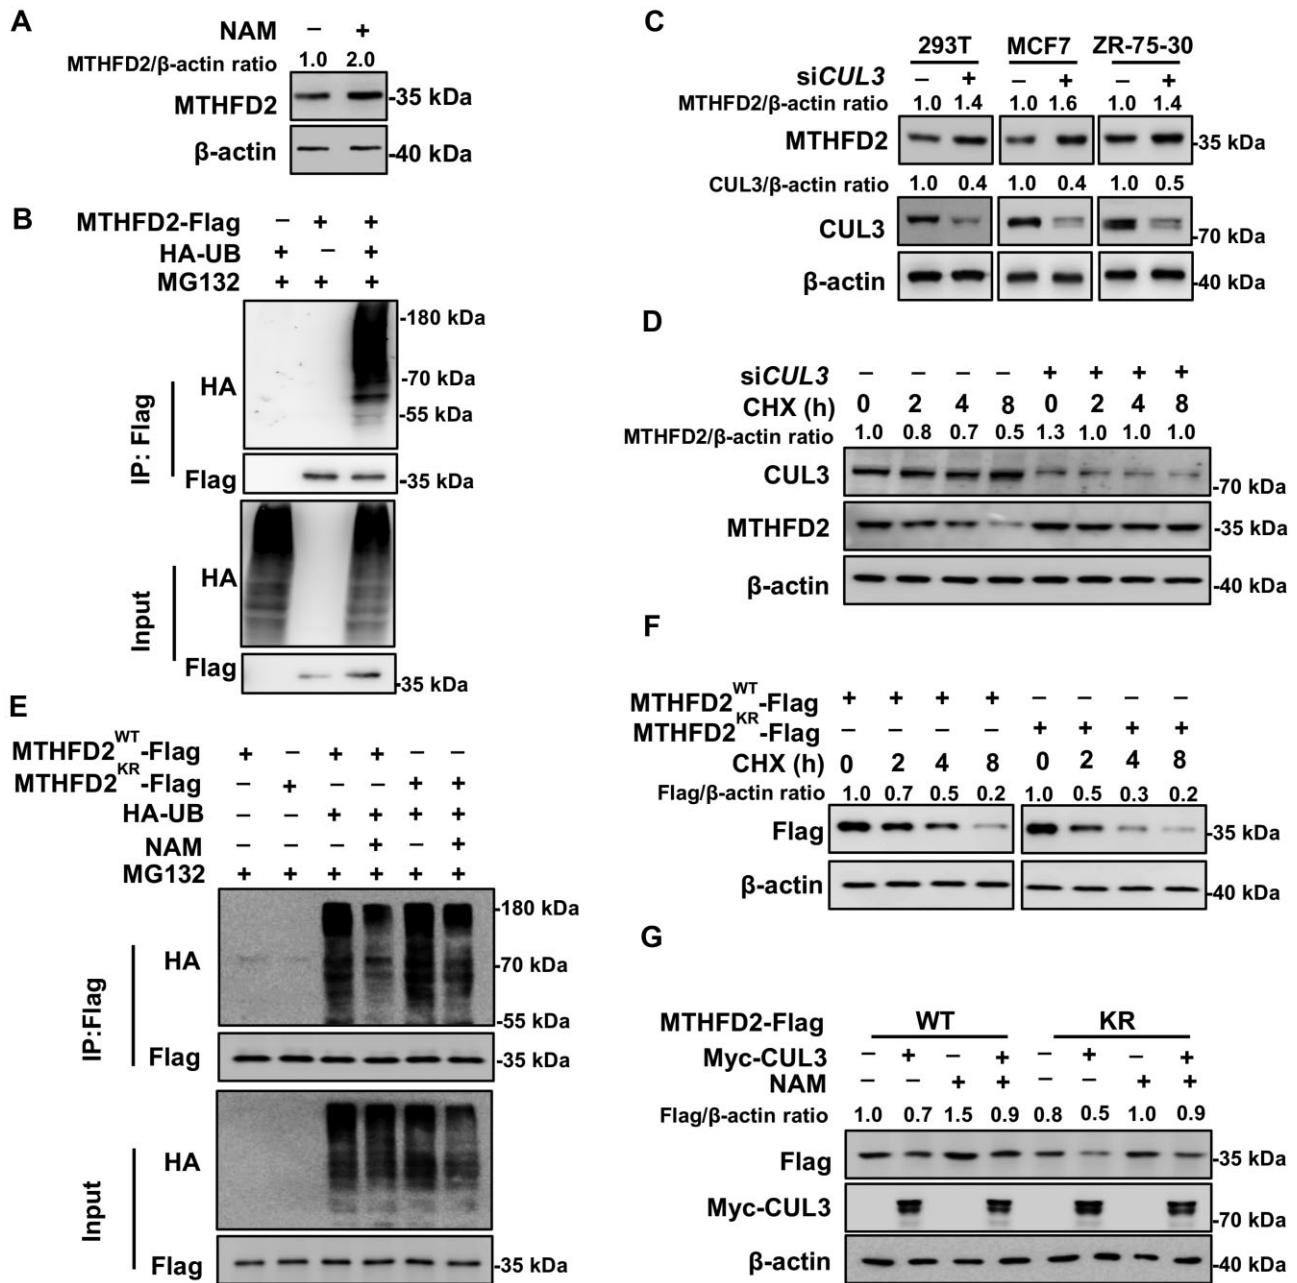 A
NAM – +
MTHFD2/β-actin ratio 1.0 2.0
MTHFD2 -35 kDa
β-actin -40 kDa
B
MTHFD2-Flag – + +
HA-UB + – +
MG132 + + +
IP: Flag
HA -180 kDa
-70 kDa
-55 kDa
Flag -35 kDa
Input
HA
Flag -35 kDa
C
293T MCF7 ZR-75-30
siCUL3 – + – + – +
MTHFD2/β-actin ratio 1.0 1.4 1.0 1.6 1.0 1.4
MTHFD2 -35 kDa
CUL3/β-actin ratio 1.0 0.4 1.0 0.4 1.0 0.5
CUL3 -70 kDa
β-actin -40 kDa
D
siCUL3 – – – – + + + +
CHX (h) 0 2 4 8 0 2 4 8
MTHFD2/β-actin ratio 1.0 0.8 0.7 0.5 1.3 1.0 1.0 1.0
CUL3 -70 kDa
MTHFD2 -35 kDa
β-actin -40 kDa
E
MTHFD2WT-Flag + – + + – –
MTHFD2KR-Flag – + – – + +
HA-UB – – + + + +
NAM – – – + – +
MG132 + + + + + +
IP:Flag
HA -180 kDa
-70 kDa
-55 kDa
Flag -35 kDa
Input
HA
Flag -35 kDa
F
MTHFD2WT-Flag + + + + – – – –
MTHFD2KR-Flag – – – – + + + +
CHX (h) 0 2 4 8 0 2 4 8
Flag/β-actin ratio 1.0 0.7 0.5 0.2 1.0 0.5 0.3 0.2
Flag -35 kDa
β-actin -40 kDa
G
MTHFD2-Flag WT KR
Myc-CUL3 – + – + – + – +
NAM – – + + – – + +
Flag/β-actin ratio 1.0 0.7 1.5 0.9 0.8 0.5 1.0 0.9
Flag -35 kDa
Myc-CUL3 -70 kDa
β-actin -40 kDa